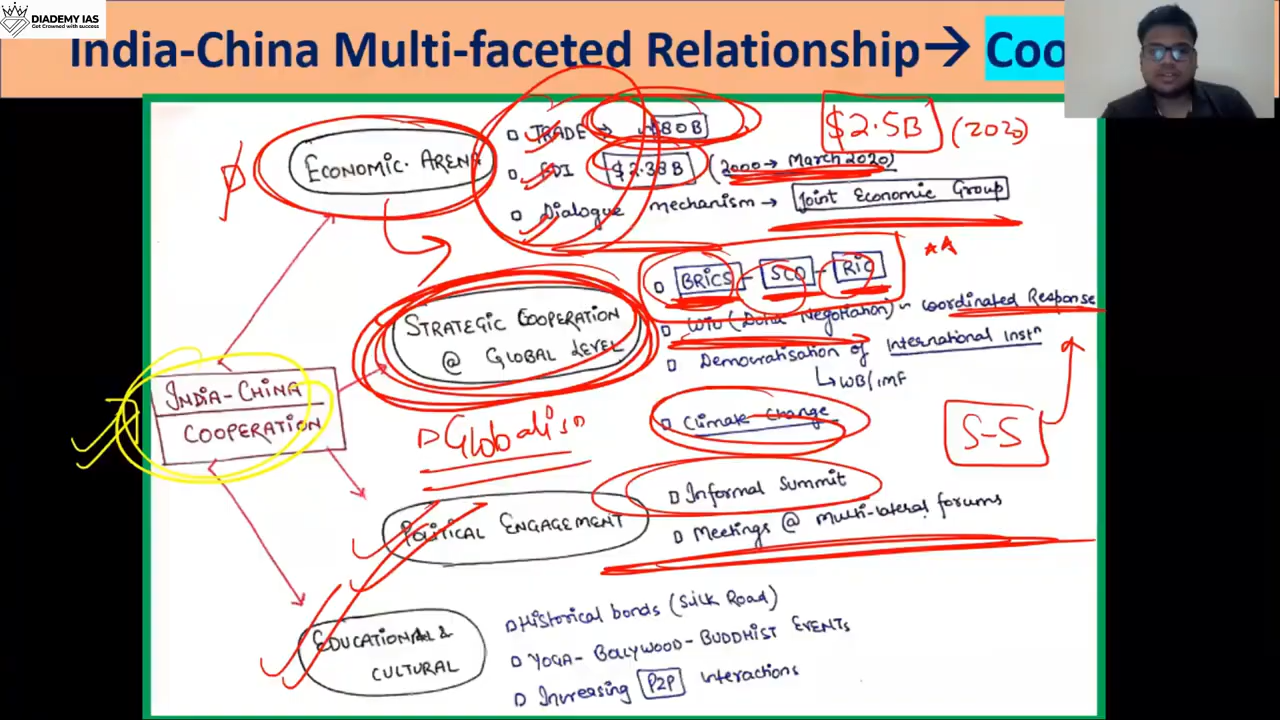 DIADEMY IAS
Get Crowned with success
India-China Multi-faceted Relationship→ Coo
ECONOMIC ARENA
□ TRADE → $80B
$2.5B (2020)
□ FDI $2.38B (2000→ March 2020)
□ Dialogue mechanism → Joint Economic Group
STRATEGIC COOPERATION
@ GLOBAL LEVEL
□ BRICS - SCO - RIC
□ WTO (Doha Negotiation) ~ Coordinated Response
□ Democratisation of International Instn
↳ WB/IMF
□ Climate Change
S-S
INDIA-CHINA
COOPERATION
□ Globalisn
POLITICAL ENGAGEMENT
□ Informal Summit
□ Meetings @ multi-lateral forums
EDUCATIONAL &
CULTURAL
□ Historical bonds (Silk Road)
□ YOGA- BOLLYWOOD- BUDDHIST EVENTS
□ Increasing P2P interactions